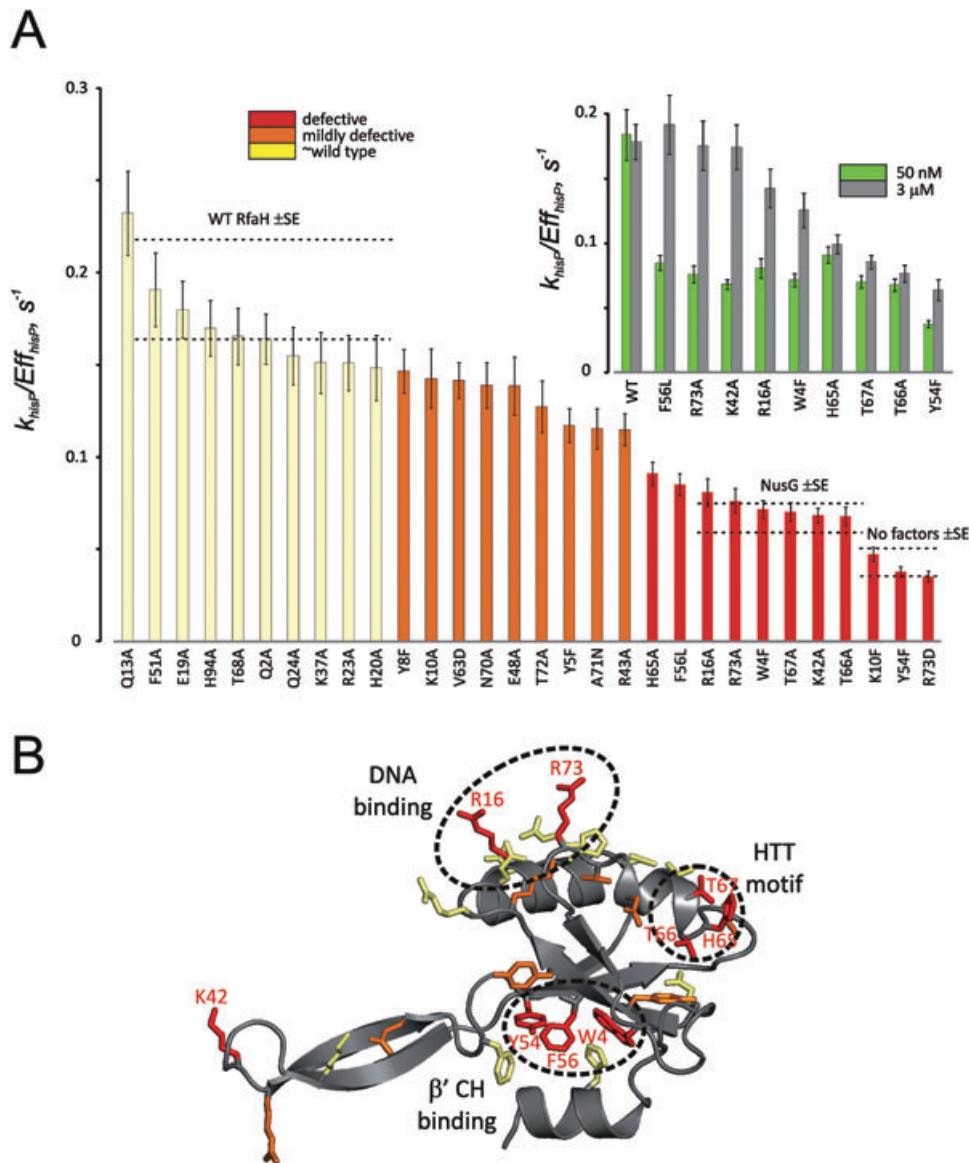 A
0.3
0.2
0.1
0
k_hisP/Eff_hisP, s⁻¹
defective
mildly defective
~wild type
WT RfaH ±SE
NusG ±SE
No factors ±SE
Q13A F51A E19A H94A T68A Q2A Q24A K37A R23A H20A Y8F K10A V63D N70A E48A T72A Y5F A71N R43A H65A F56L R16A R73A W4F T67A K42A T66A K10F Y54F R73D
0.2
0.1
0
k_hisP/Eff_hisP, s⁻¹
50 nM
3 μM
WT F56L R73A K42A R16A W4F H65A T67A T66A Y54F
B
DNA
binding
R73
R16
HTT
motif
T67
T66
H65
K42
Y54
F56
W4
β' CH
binding